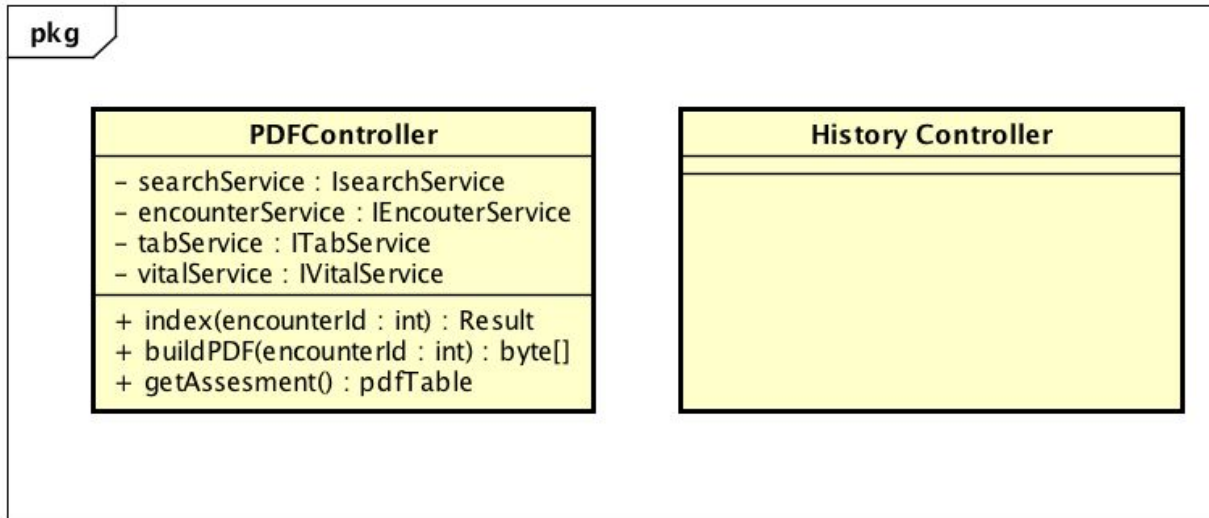 pkg
PDFController
– searchService : IsearchService
– encounterService : IEncouterService
– tabService : ITabService
– vitalService : IVitalService
+ index(encounterId : int) : Result
+ buildPDF(encounterId : int) : byte[]
+ getAssesment() : pdfTable
History Controller